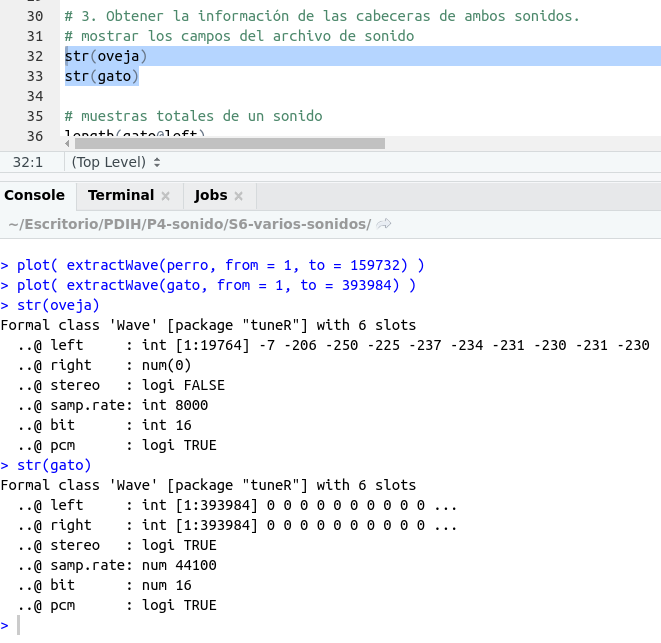 30 # 3. Obtener la información de las cabeceras de ambos sonidos.
31 # mostrar los campos del archivo de sonido
32 str(oveja)
33 str(gato)
34
35 # muestras totales de un sonido
36 length(gato@left)
32:1 (Top Level)
Console Terminal Jobs
~/Escritorio/PDIH/P4-sonido/S6-varios-sonidos/
> plot( extractWave(perro, from = 1, to = 159732) )
> plot( extractWave(gato, from = 1, to = 393984) )
> str(oveja)
Formal class 'Wave' [package "tuneR"] with 6 slots
  ..@ left     : int [1:19764] -7 -206 -250 -225 -237 -234 -231 -230 -231 -230
  ..@ right    : num(0)
  ..@ stereo   : logi FALSE
  ..@ samp.rate: int 8000
  ..@ bit      : int 16
  ..@ pcm      : logi TRUE
> str(gato)
Formal class 'Wave' [package "tuneR"] with 6 slots
  ..@ left     : int [1:393984] 0 0 0 0 0 0 0 0 0 0 ...
  ..@ right    : int [1:393984] 0 0 0 0 0 0 0 0 0 0 ...
  ..@ stereo   : logi TRUE
  ..@ samp.rate: num 44100
  ..@ bit      : num 16
  ..@ pcm      : logi TRUE
>